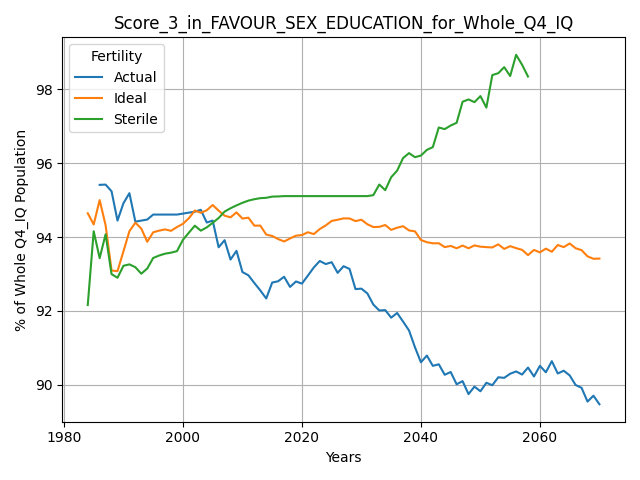 Score_3_in_FAVOUR_SEX_EDUCATION_for_Whole_Q4_IQ
Fertility
Actual
Ideal
Sterile
% of Whole Q4_IQ Population
98
96
94
92
90
1980
2000
2020
2040
2060
Years